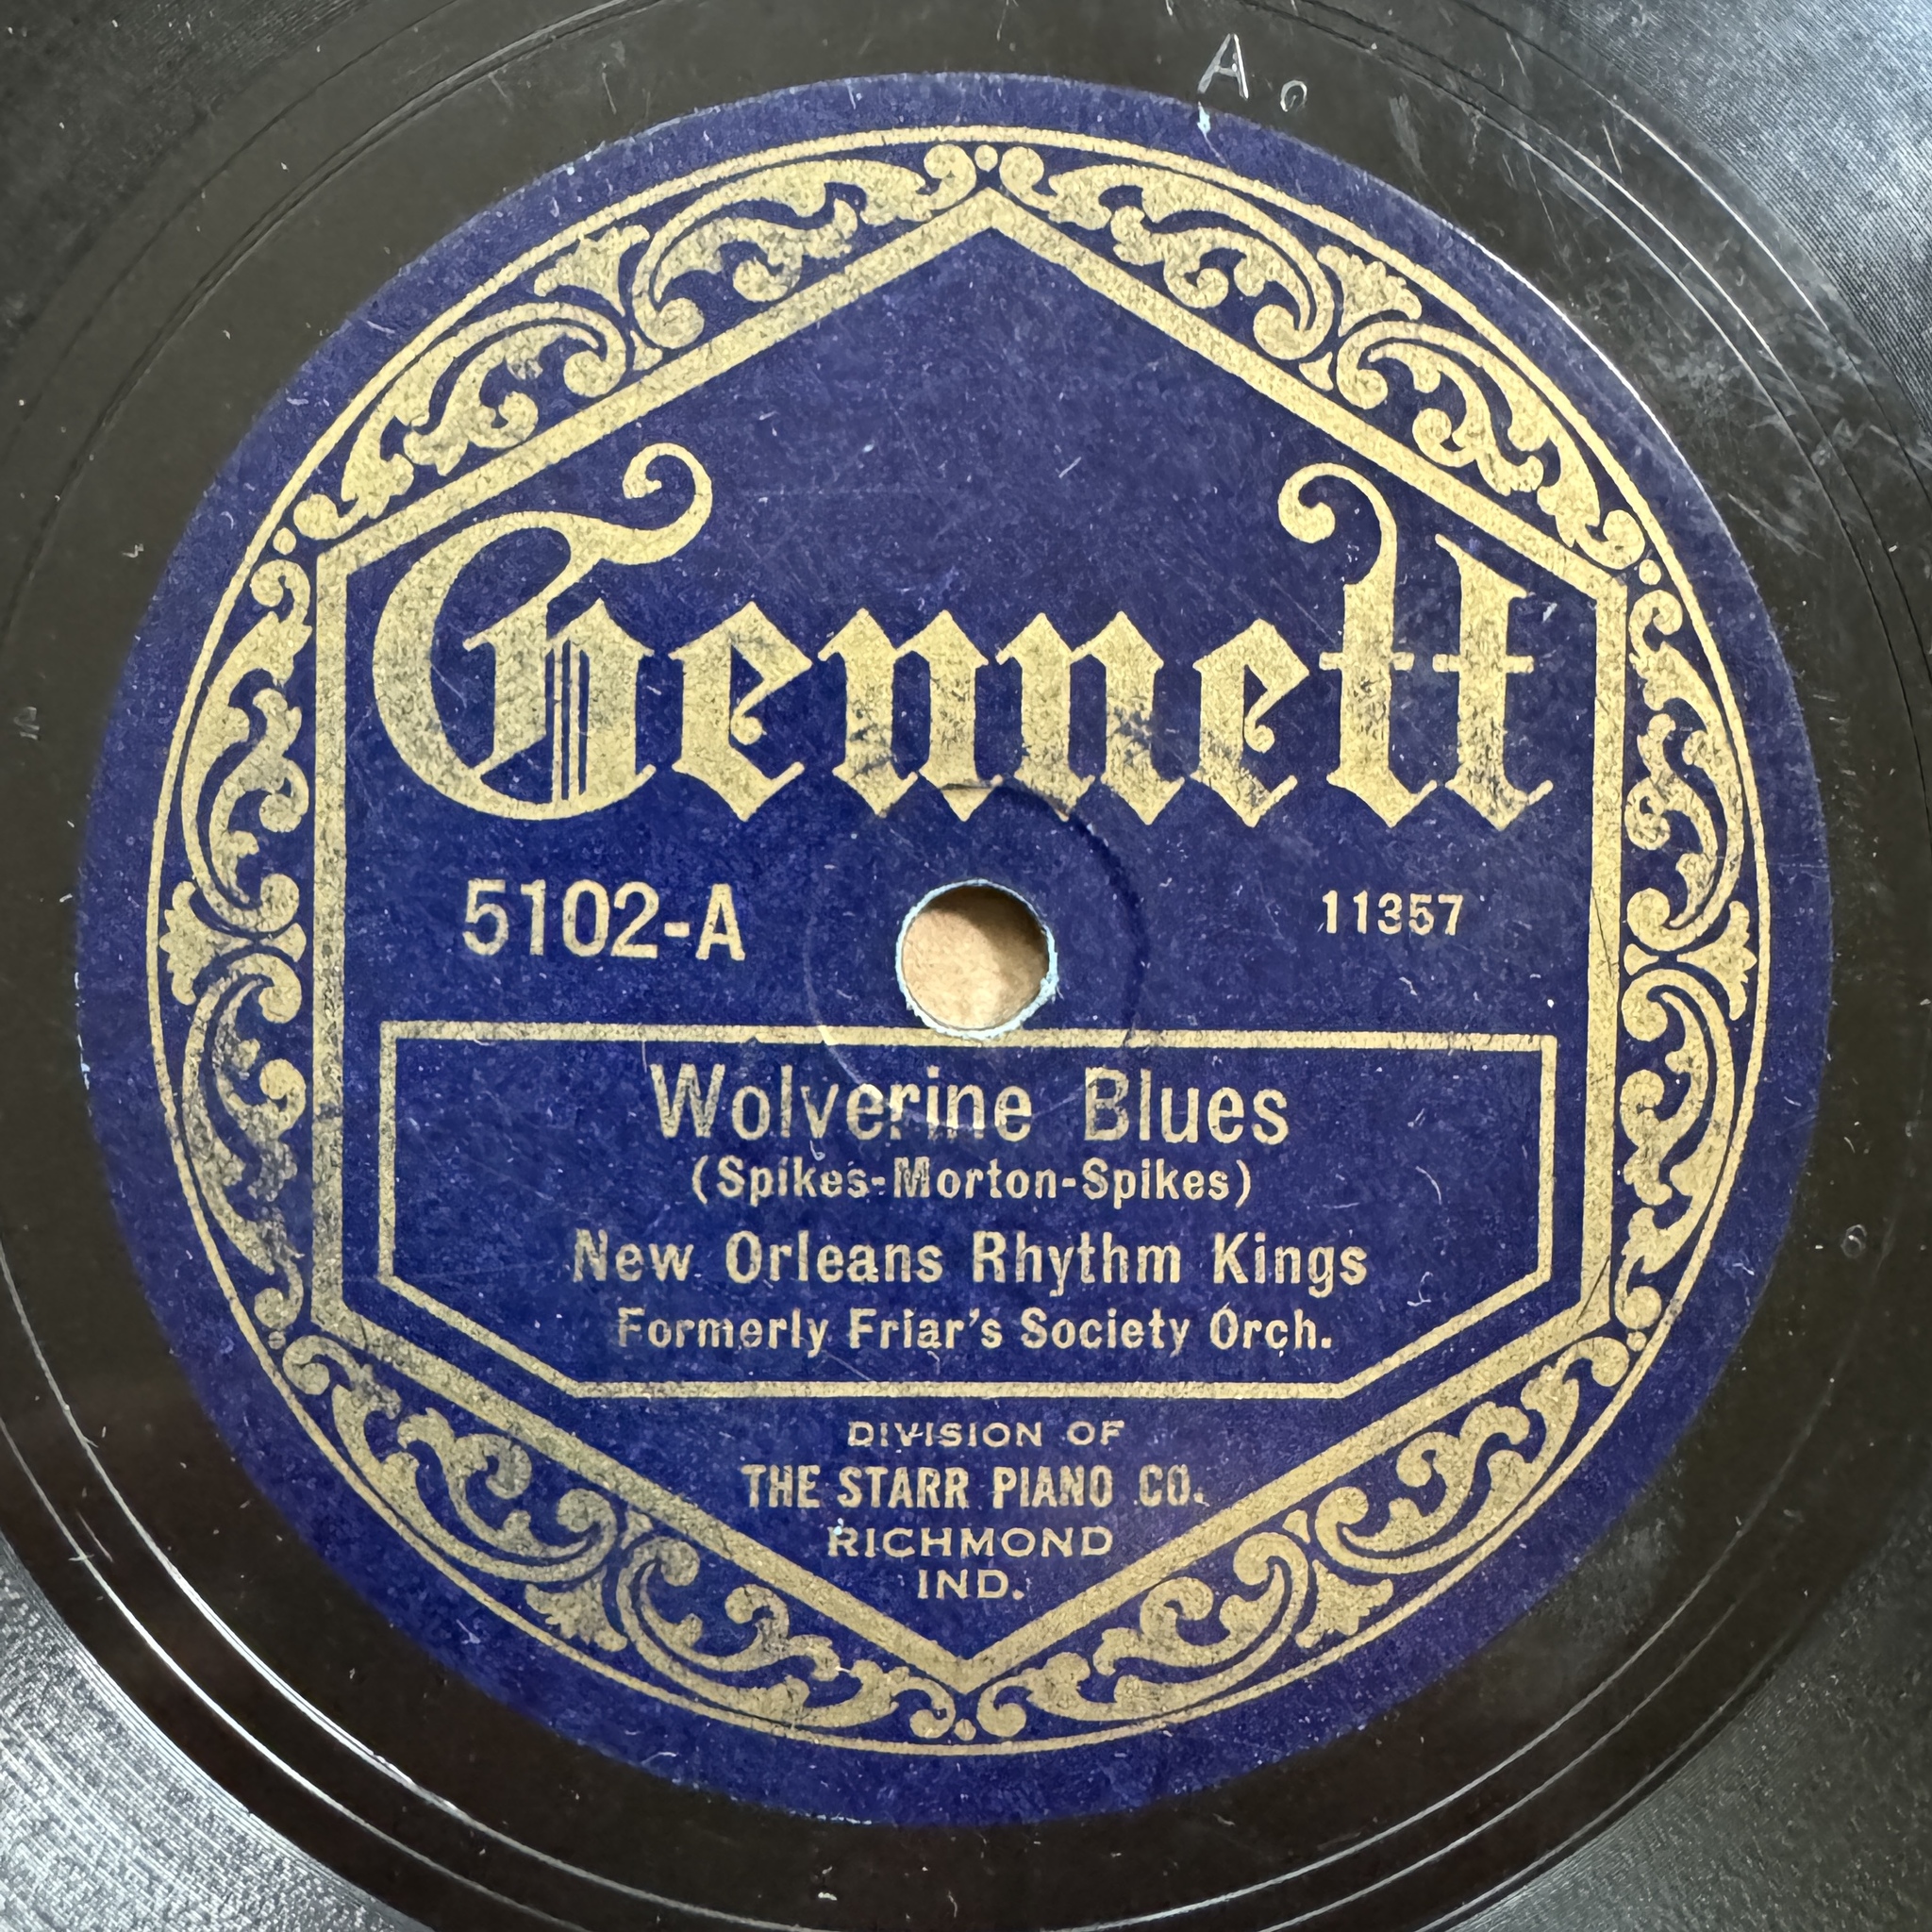 A o
Gennett
5102-A 11357
Wolverine Blues
(Spikes-Morton-Spikes)
New Orleans Rhythm Kings
Formerly Friar's Society Orch.
DIVISION OF
THE STARR PIANO CO.
RICHMOND
IND.